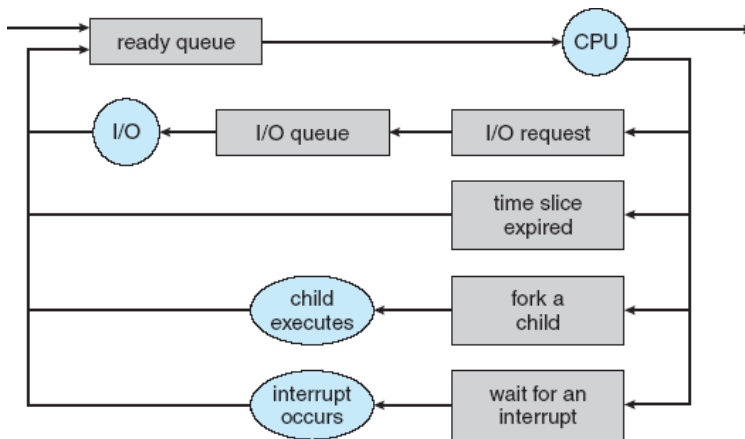 ready queue
CPU
I/O
I/O queue
I/O request
time slice
expired
child
executes
fork a
child
interrupt
occurs
wait for an
interrupt